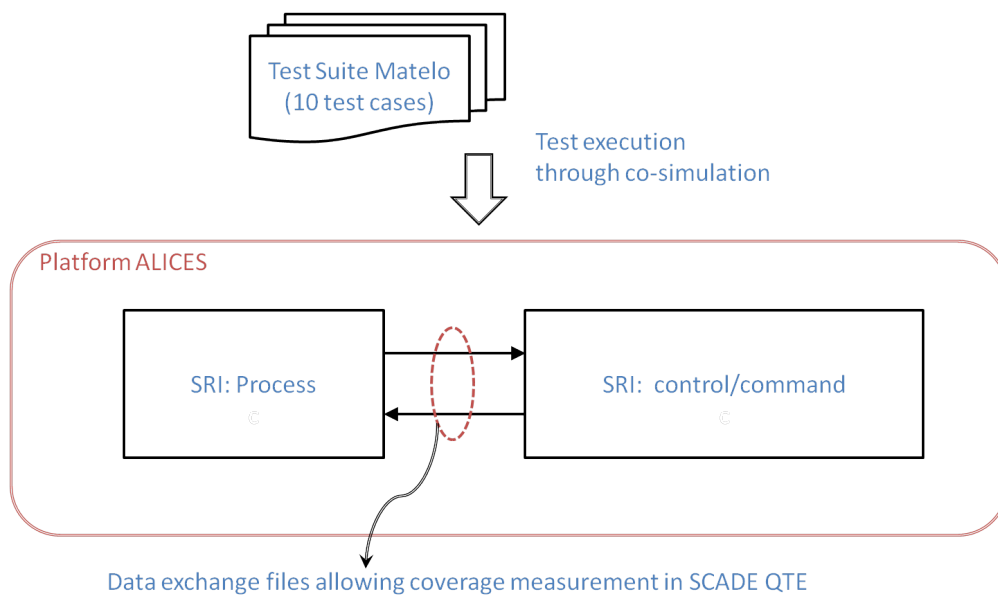 Test Suite Matelo
(10 test cases)
Test execution
through co-simulation
Platform ALICES
SRI: Process
©
SRI:  control/command
©
Data exchange files allowing coverage measurement in SCADE QTE